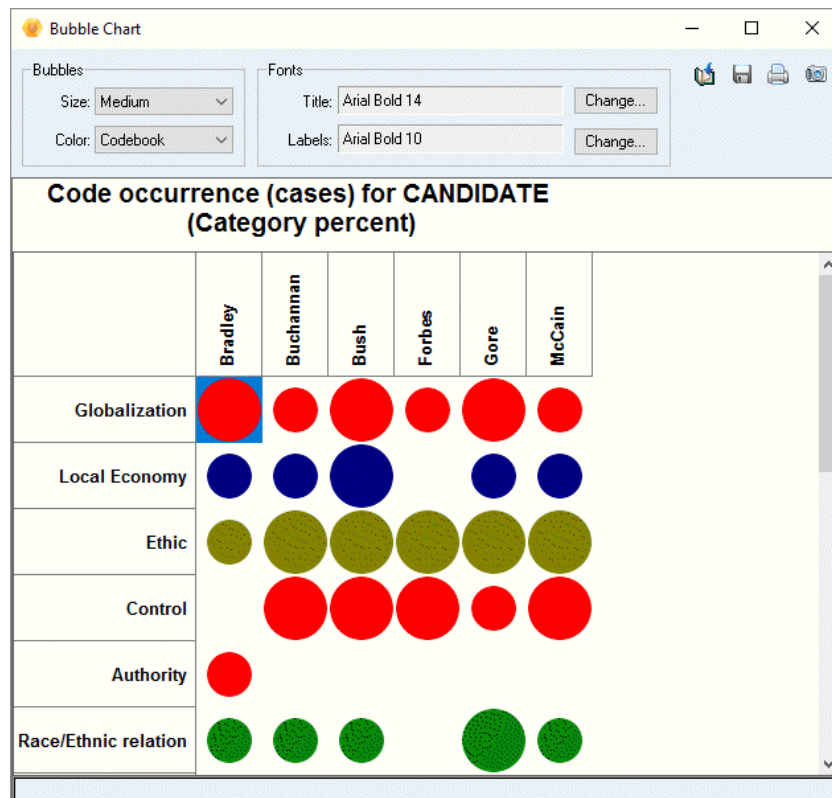 Bubble Chart
Bubbles
Fonts
Size: Medium
Title: Arial Bold 14
Change...
Color: Codebook
Labels: Arial Bold 10
Change...
Code occurrence (cases) for CANDIDATE
(Category percent)
Bradley
Buchannan
Bush
Forbes
Gore
McCain
Globalization
Local Economy
Ethic
Control
Authority
Race/Ethnic relation